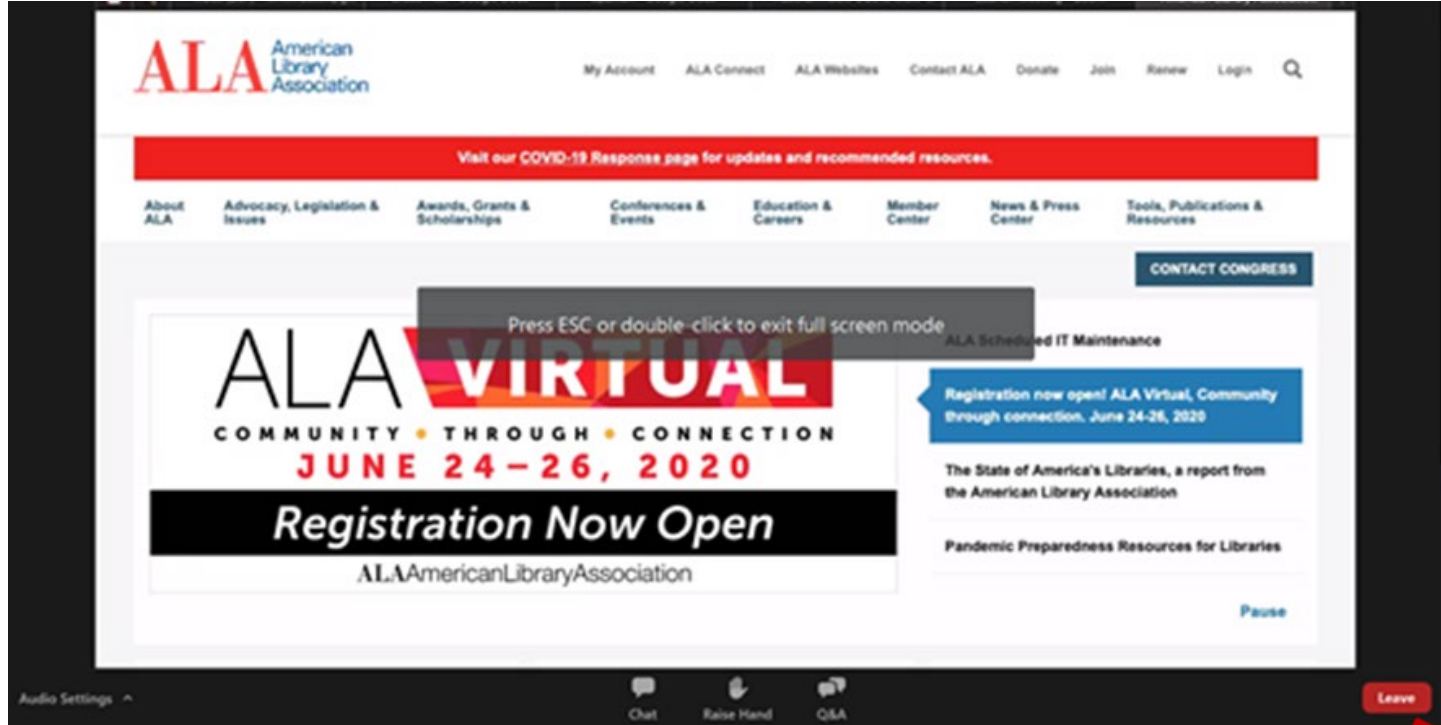 ALA American
Library
Association
My Account ALA Connect ALA Websites Contact ALA Donate Join Renew Login
Visit our COVID-19 Response page for updates and recommended resources.
About ALA
Advocacy, Legislation & Issues
Awards, Grants & Scholarships
Conferences & Events
Education & Careers
Member Center
News & Press Center
Tools, Publications & Resources
CONTACT CONGRESS
Press ESC or double-click to exit full screen mode
ALA VIRTUAL
COMMUNITY • THROUGH • CONNECTION
JUNE 24–26, 2020
Registration Now Open
ALAAmericanLibraryAssociation
ALA Scheduled IT Maintenance
Registration now open! ALA Virtual, Community
through connection. June 24-26, 2020
The State of America's Libraries, a report from
the American Library Association
Pandemic Preparedness Resources for Libraries
Pause
Audio Settings
Chat Raise Hand Q&A
Leave